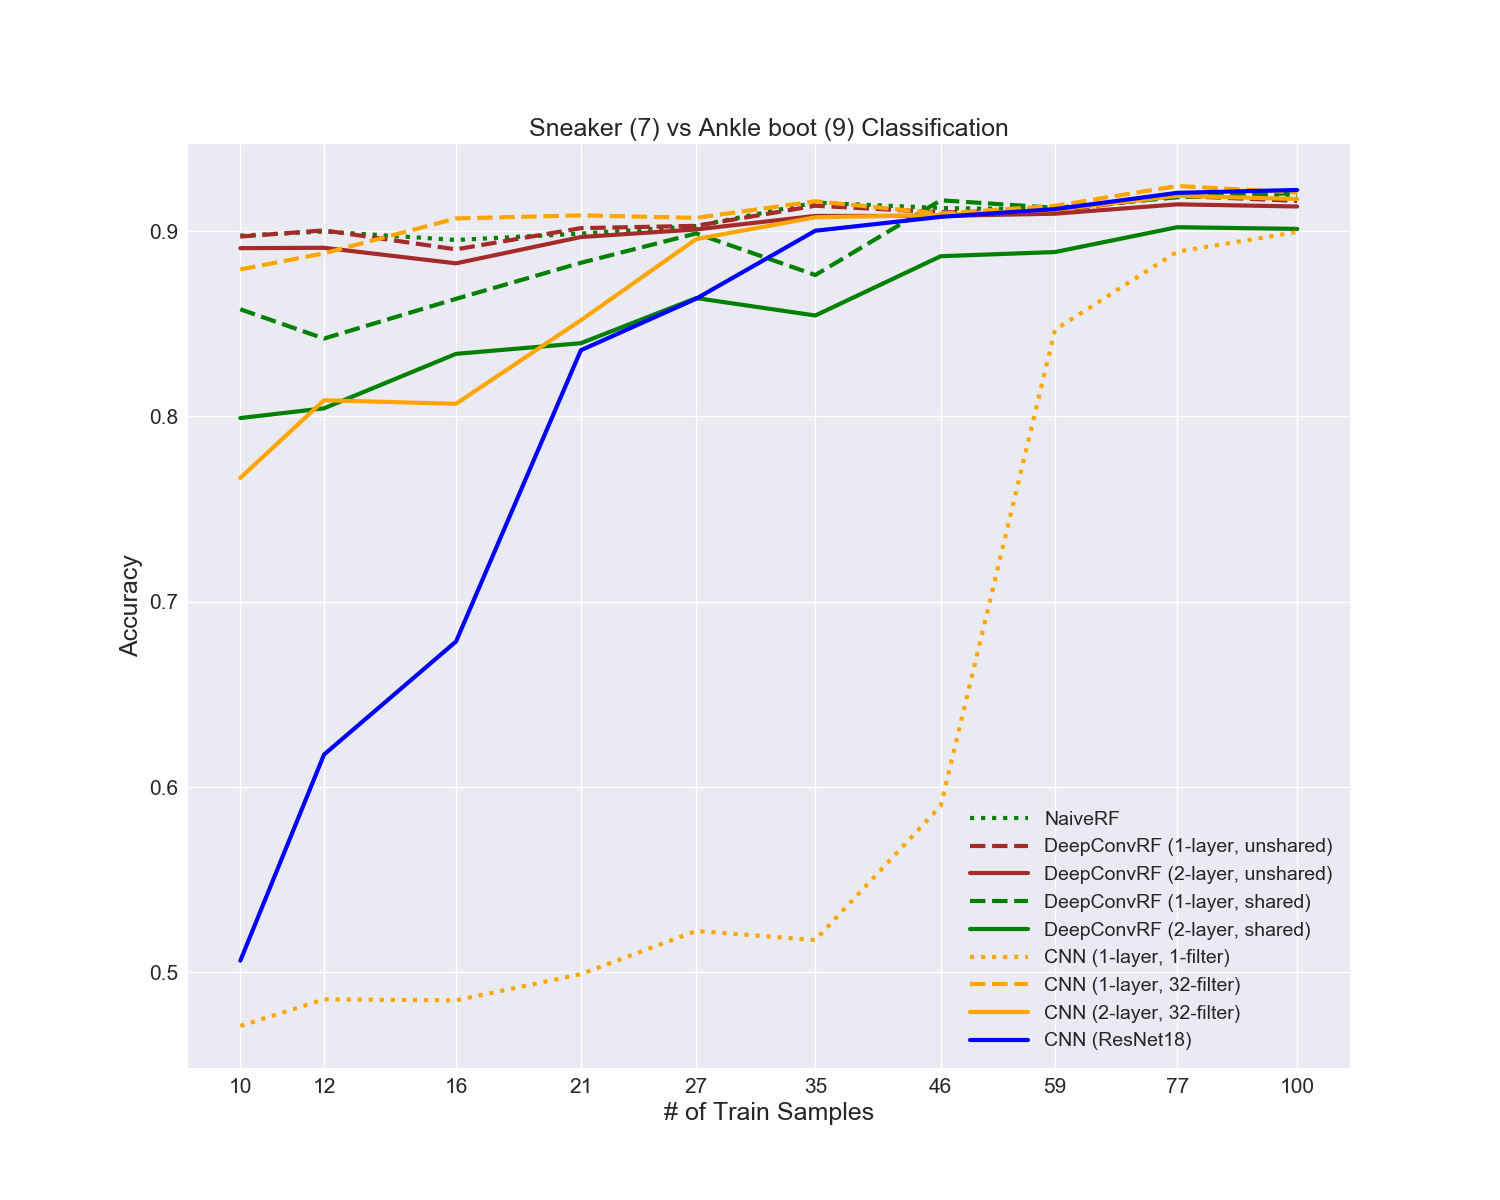 Sneaker (7) vs Ankle boot (9) Classification
Accuracy
0.9
0.8
0.7
0.6
0.5
NaiveRF
DeepConvRF (1-layer, unshared)
DeepConvRF (2-layer, unshared)
DeepConvRF (1-layer, shared)
DeepConvRF (2-layer, shared)
CNN (1-layer, 1-filter)
CNN (1-layer, 32-filter)
CNN (2-layer, 32-filter)
CNN (ResNet18)
10 12 16 21 27 35 46 59 77 100
# of Train Samples